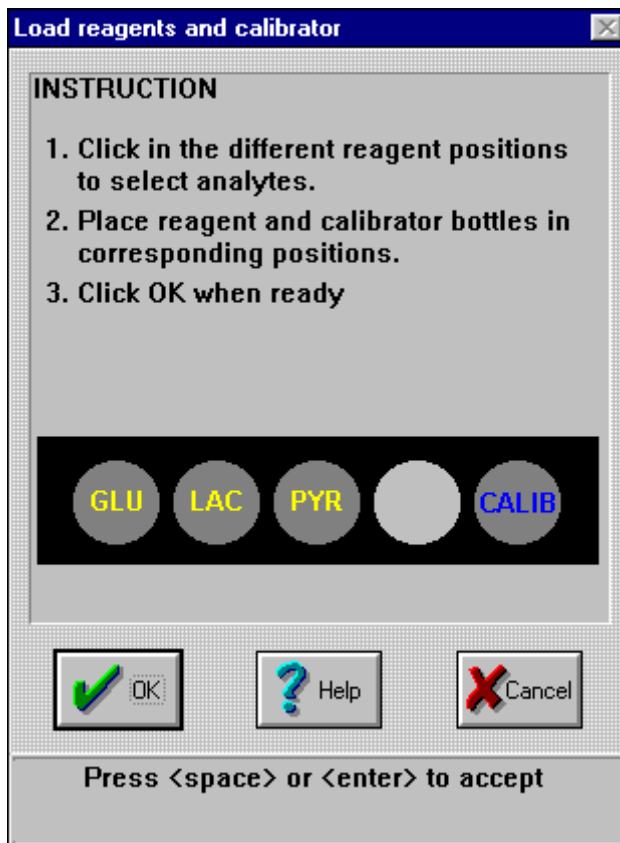 Load reagents and calibrator
INSTRUCTION
1. Click in the different reagent positions
to select analytes.
2. Place reagent and calibrator bottles in
corresponding positions.
3. Click OK when ready
GLU LAC PYR CALIB
OK Help Cancel
Press <space> or <enter> to accept